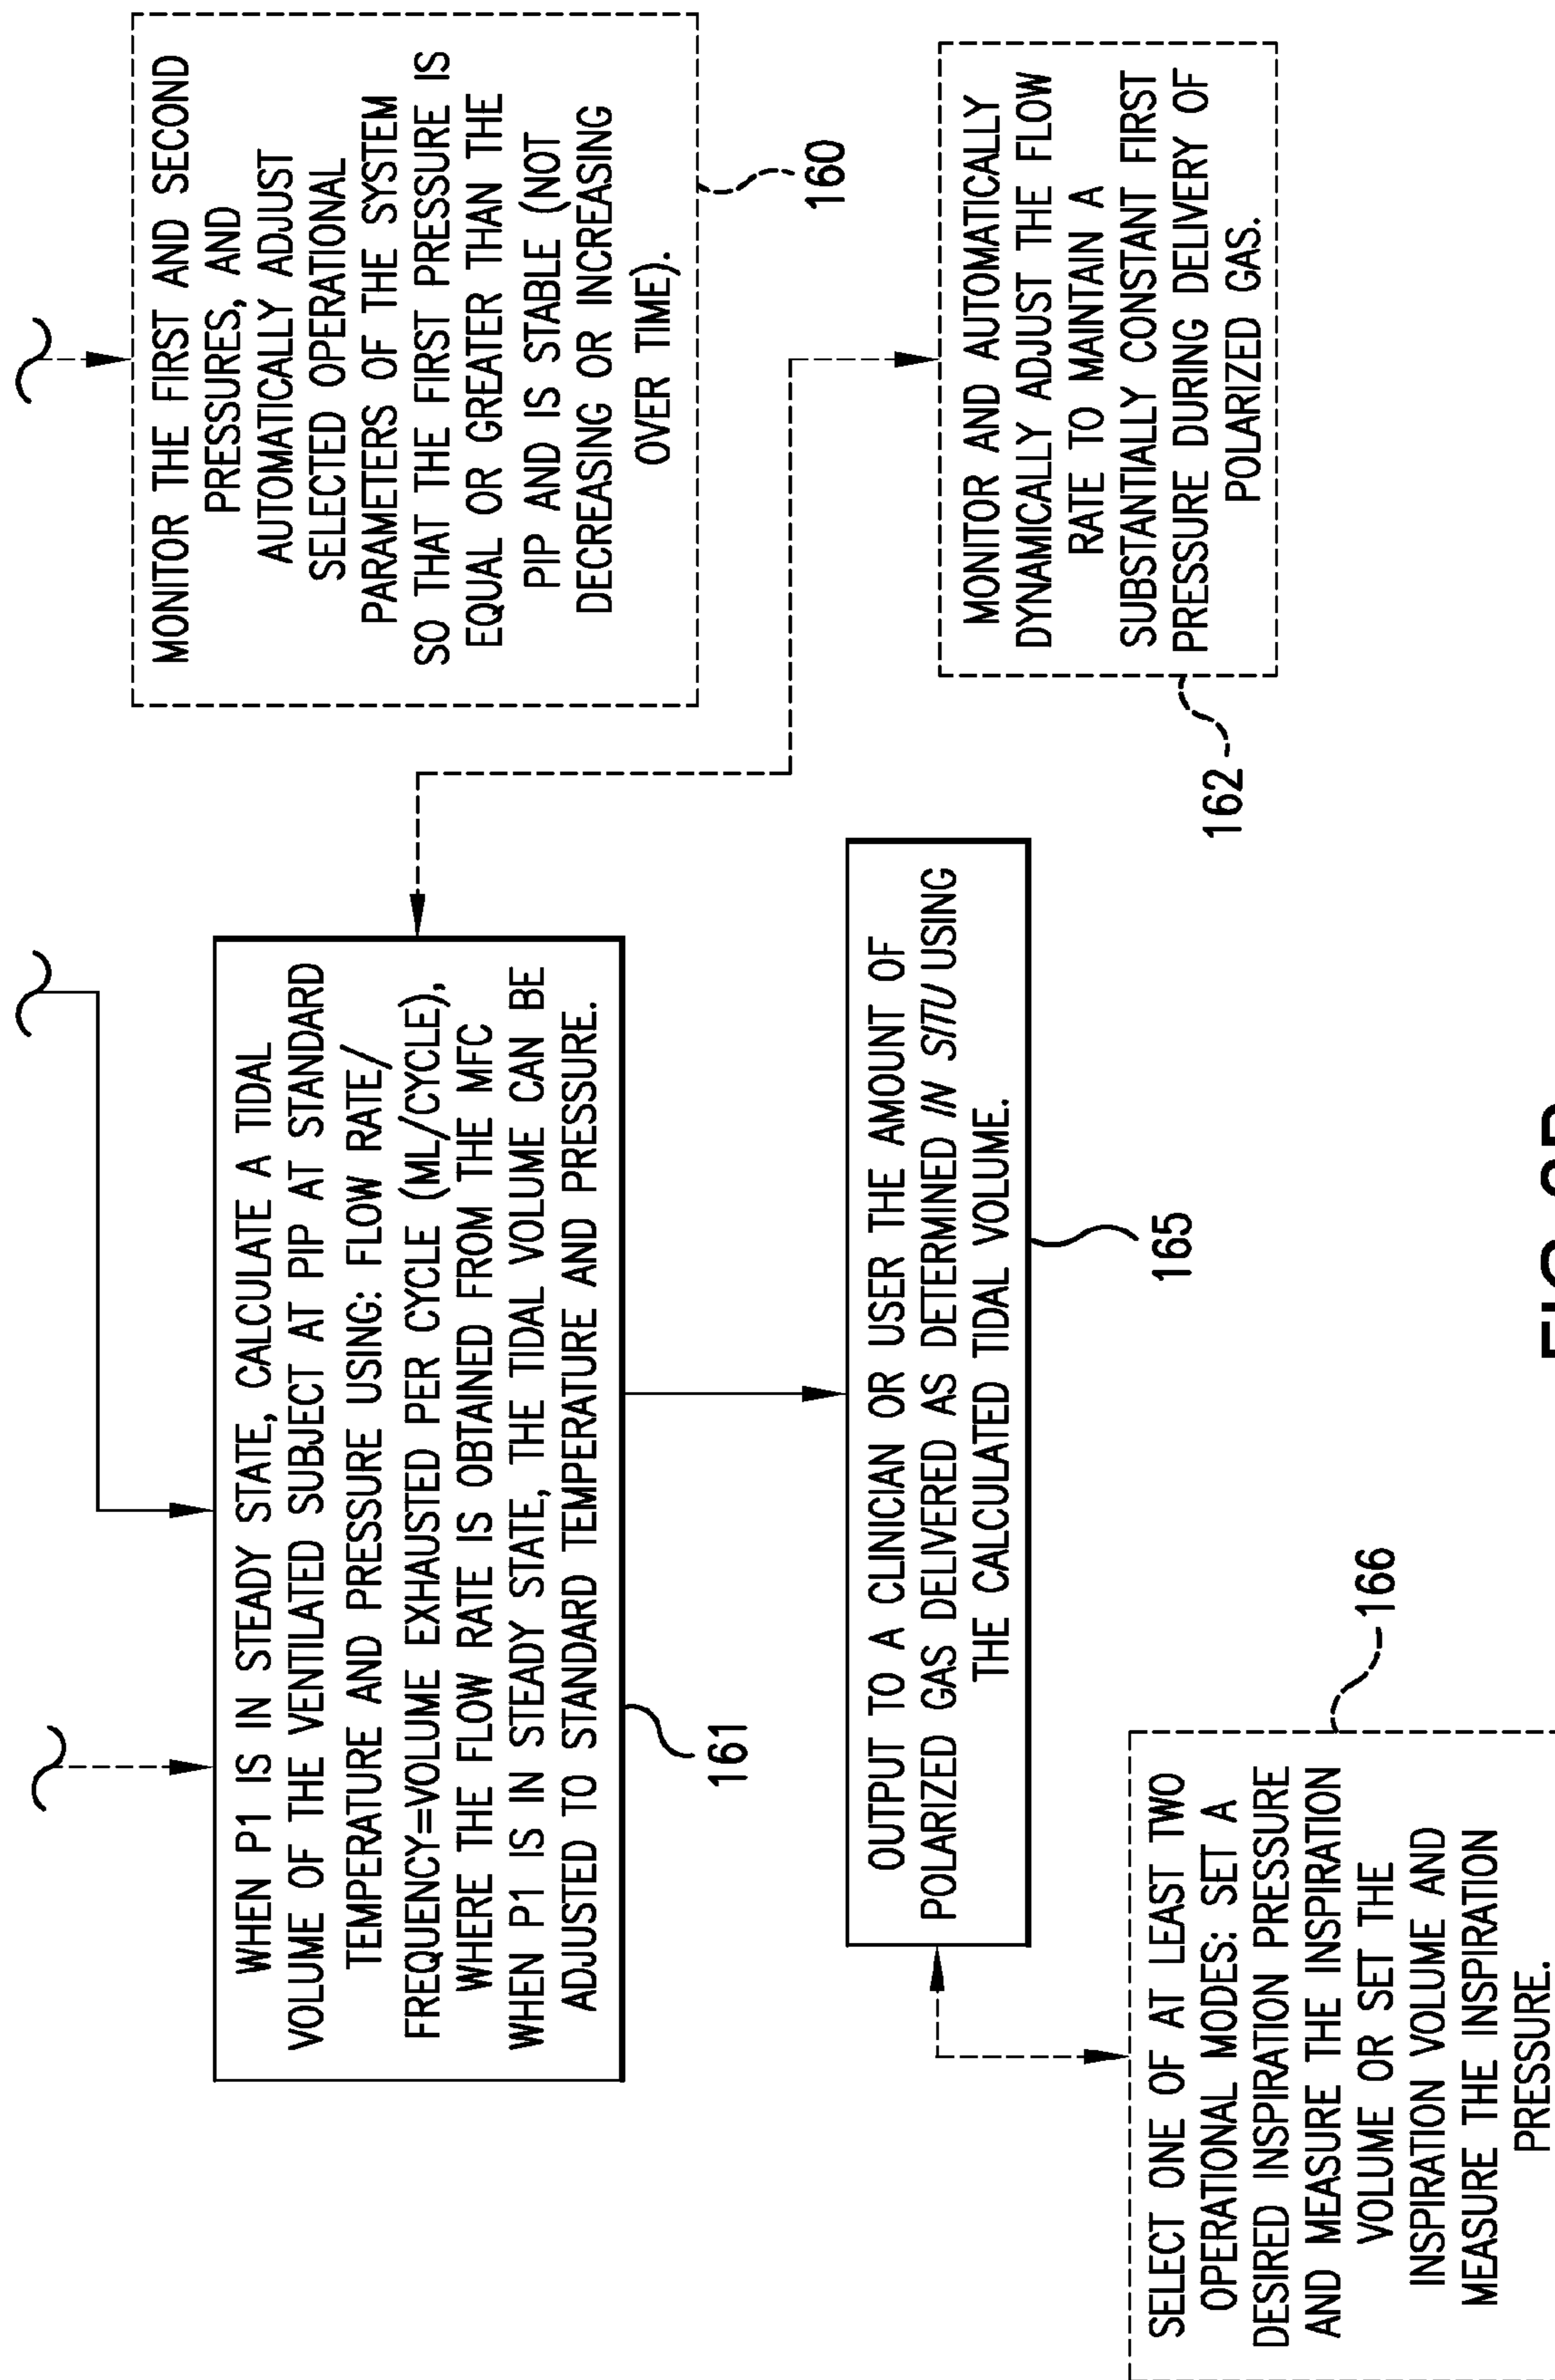 MONITOR THE FIRST AND SECOND
PRESSURES, AND
AUTOMATICALLY ADJUST
SELECTED OPERATIONAL
PARAMETERS OF THE SYSTEM
SO THAT THE FIRST PRESSURE IS
EQUAL OR GREATER THAN THE
PIP AND IS STABLE (NOT
DECREASING OR INCREASING
OVER TIME).
160
WHEN P1 IS IN STEADY STATE, CALCULATE A TIDAL
VOLUME OF THE VENTILATED SUBJECT AT PIP AT STANDARD
TEMPERATURE AND PRESSURE USING: FLOW RATE/
FREQUENCY=VOLUME EXHAUSTED PER CYCLE (ML/CYCLE),
WHERE THE FLOW RATE IS OBTAINED FROM THE MFC
WHEN P1 IS IN STEADY STATE, THE TIDAL VOLUME CAN BE
ADJUSTED TO STANDARD TEMPERATURE AND PRESSURE.
161
MONITOR AND AUTOMATICALLY
DYNAMICALLY ADJUST THE FLOW
RATE TO MAINTAIN A
SUBSTANTIALLY CONSTANT FIRST
PRESSURE DURING DELIVERY OF
POLARIZED GAS.
162
OUTPUT TO A CLINICIAN OR USER THE AMOUNT OF
POLARIZED GAS DELIVERED AS DETERMINED IN SITU USING
THE CALCULATED TIDAL VOLUME.
165
SELECT ONE OF AT LEAST TWO
OPERATIONAL MODES: SET A
DESIRED INSPIRATION PRESSURE
AND MEASURE THE INSPIRATION
VOLUME OR SET THE
INSPIRATION VOLUME AND
MEASURE THE INSPIRATION
PRESSURE.
166